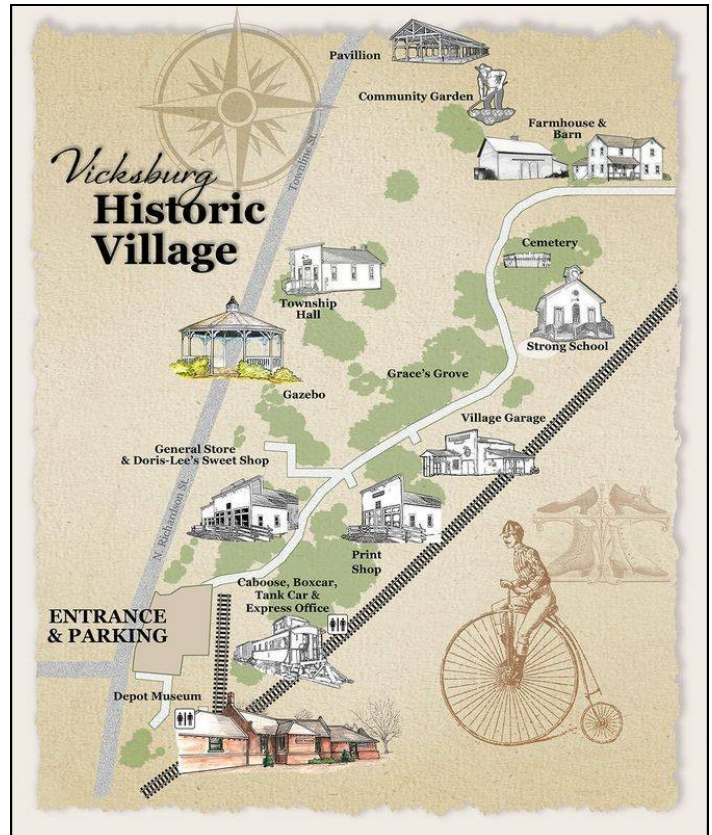 Vicksburg
Historic
Village
Pavillion
Community Garden
Farmhouse &
Barn
Townline St.
Cemetery
Township
Hall
Strong School
Grace's Grove
Gazebo
Village Garage
General Store
& Doris-Lee's Sweet Shop
N. Richardson St.
Print
Shop
Caboose, Boxcar,
Tank Car &
Express Office
ENTRANCE
& PARKING
Depot Museum